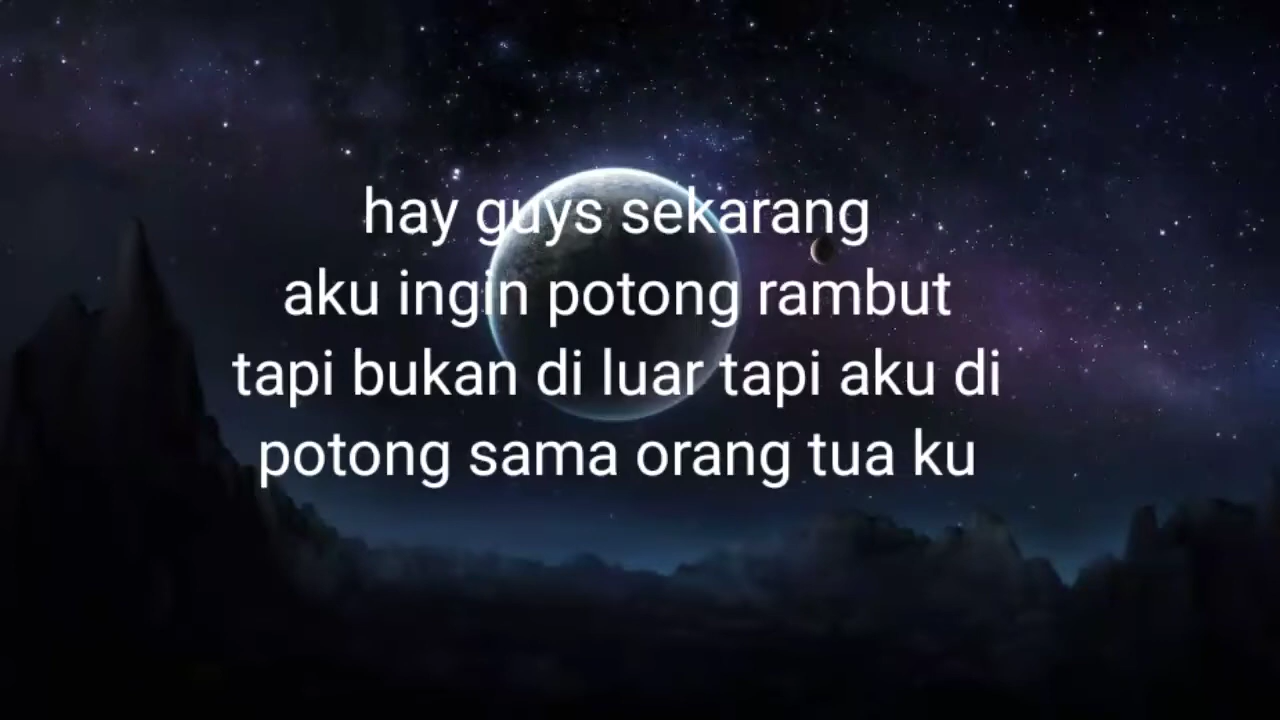 hay guys sekarang
aku ingin potong rambut
tapi bukan di luar tapi aku di
potong sama orang tua ku